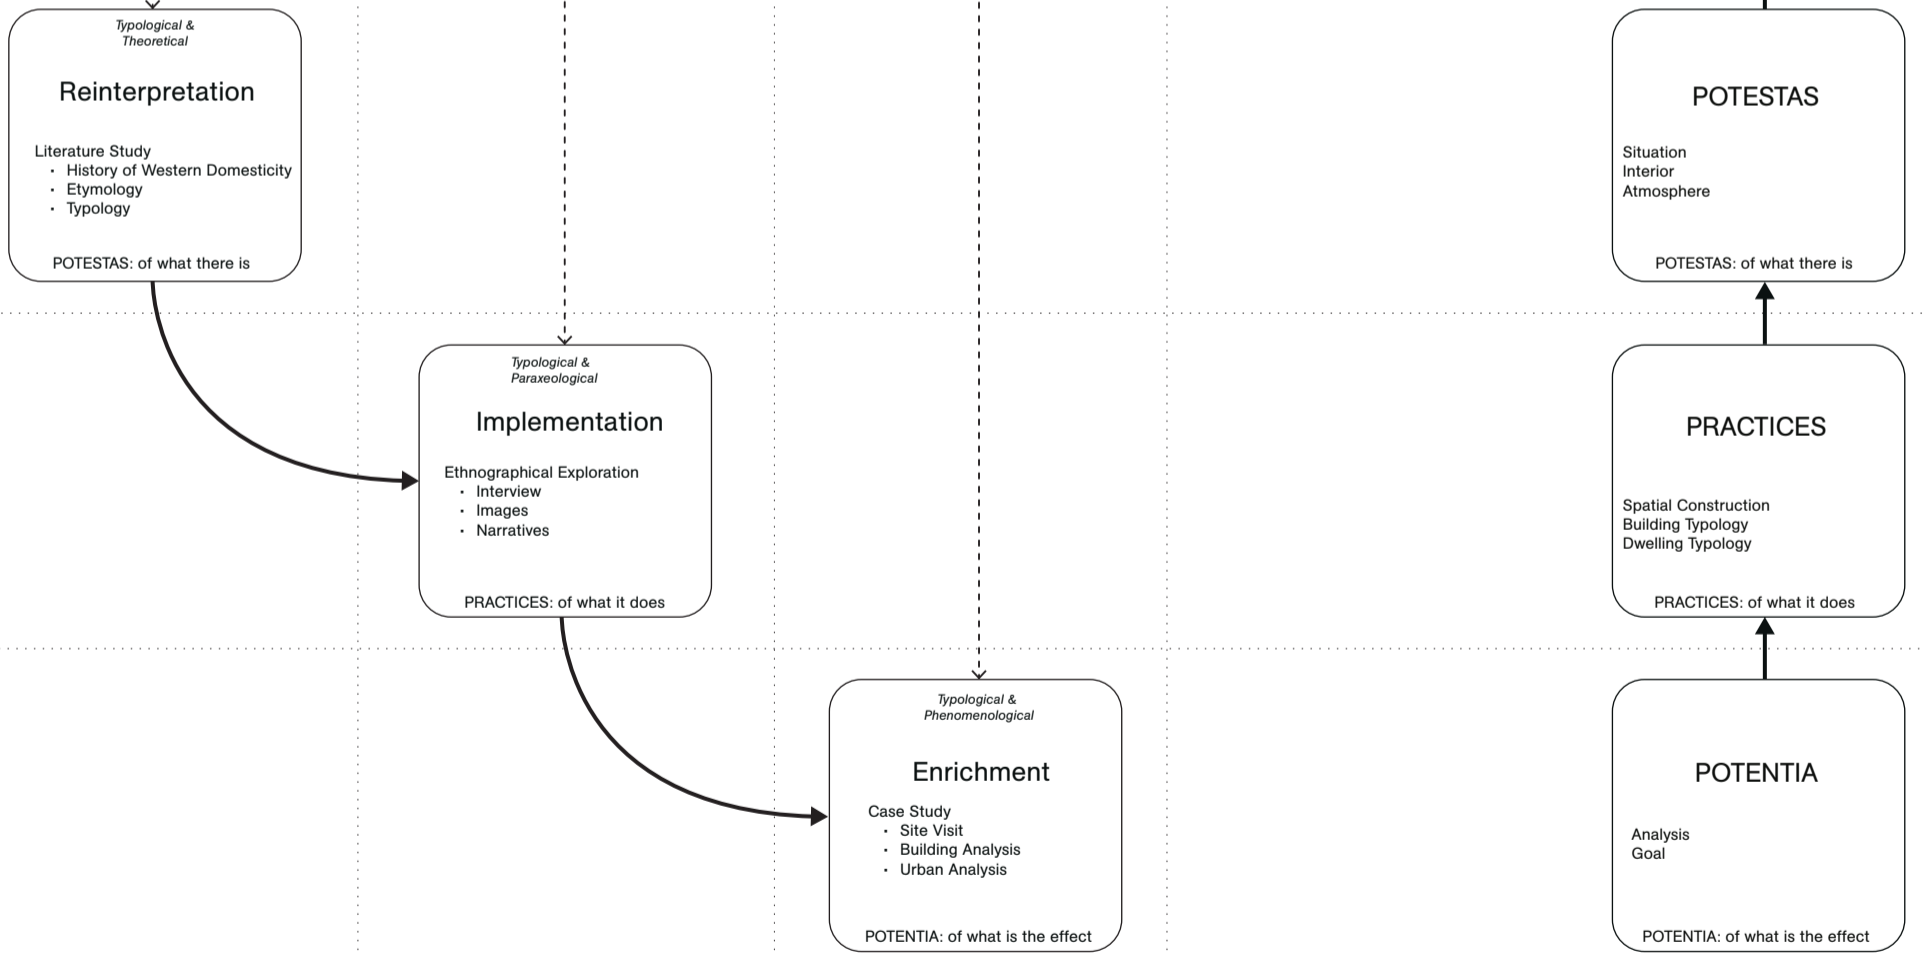 Typological &
Theoretical
Reinterpretation
Literature Study
· History of Western Domesticity
· Etymology
· Typology
POTESTAS: of what there is
POTESTAS
Situation
Interior
Atmosphere
POTESTAS: of what there is
Typological &
Paraxeological
Implementation
Ethnographical Exploration
· Interview
· Images
· Narratives
PRACTICES: of what it does
PRACTICES
Spatial Construction
Building Typology
Dwelling Typology
PRACTICES: of what it does
Typological &
Phenomenological
Enrichment
Case Study
· Site Visit
· Building Analysis
· Urban Analysis
POTENTIA: of what is the effect
POTENTIA
Analysis
Goal
POTENTIA: of what is the effect